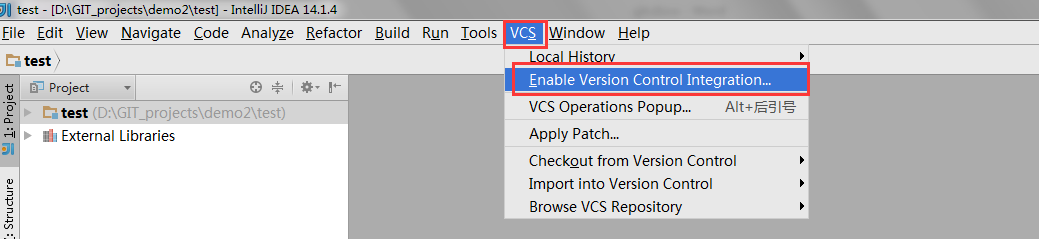 test - [D:\GIT_projects\demo2\test] - IntelliJ IDEA 14.1.4
File Edit View Navigate Code Analyze Refactor Build Run Tools VCS Window Help
test
Local History
Enable Version Control Integration...
VCS Operations Popup... Alt+后引号
Apply Patch...
Checkout from Version Control
Import into Version Control
Browse VCS Repository
Project
test (D:\GIT_projects\demo2\test)
External Libraries
1: Project
Structure